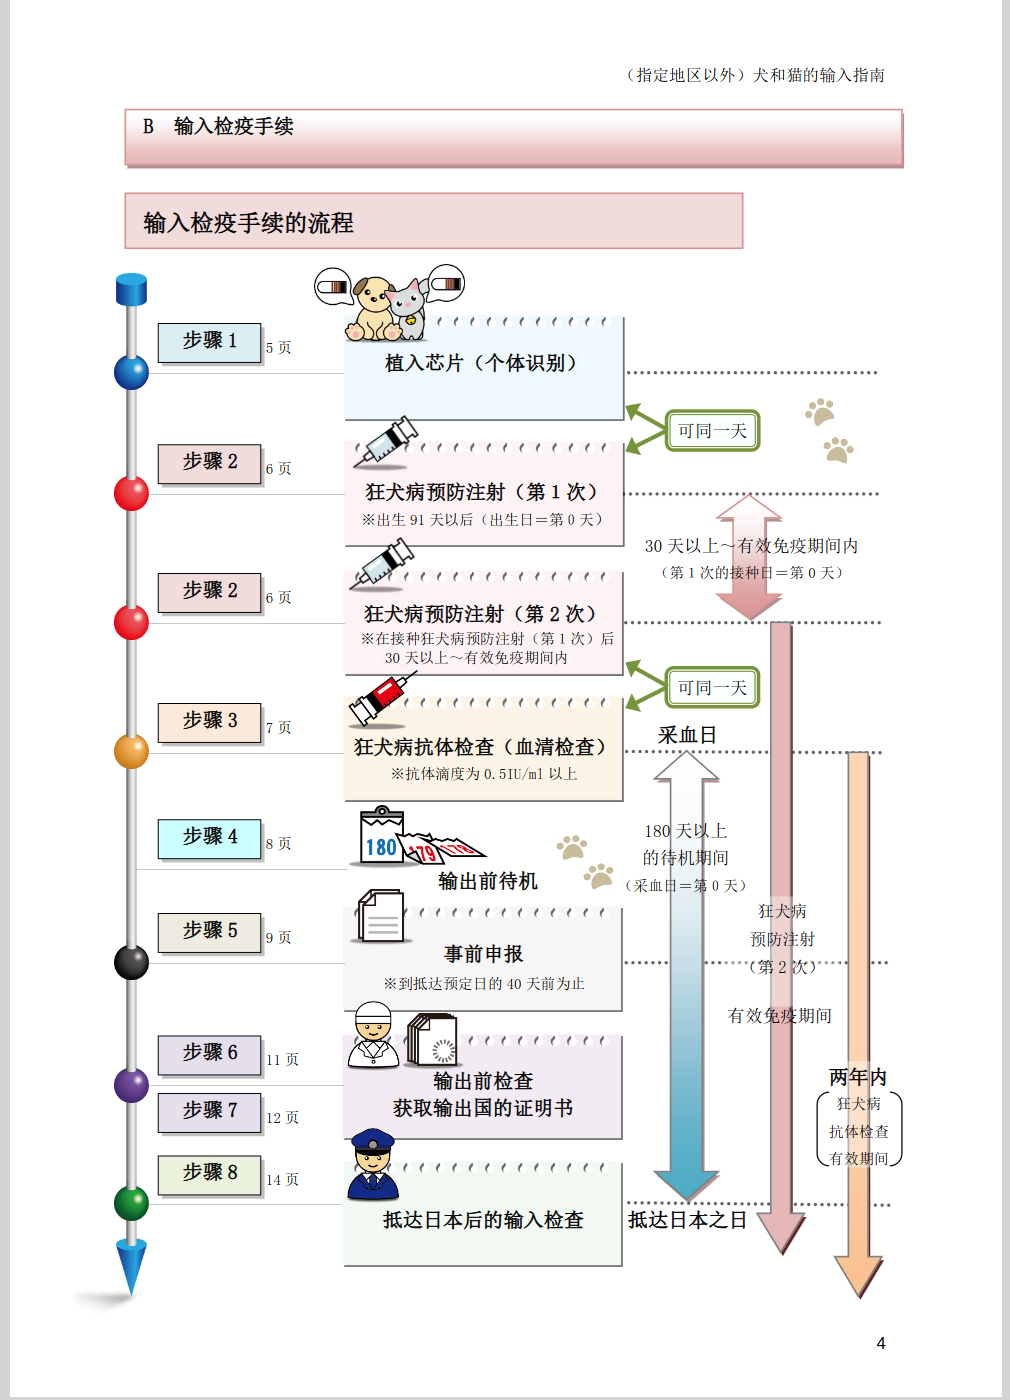 （指定地区以外）犬和猫的输入指南
B 输入检疫手续
输入检疫手续的流程
步骤 1
5 页
植入芯片（个体识别）
可同一天
步骤 2
6 页
狂犬病预防注射（第 1 次）
※出生 91 天以后（出生日＝第 0 天）
30 天以上～有效免疫期间内
（第 1 次的接种日＝第 0 天）
步骤 2
6 页
狂犬病预防注射（第 2 次）
※在接种狂犬病预防注射（第 1 次）后
30 天以上～有效免疫期间内
可同一天
步骤 3
7 页
狂犬病抗体检查（血清检查）
※抗体滴度为 0.5IU/ml 以上
采血日
步骤 4
8 页
180
179
178
输出前待机
180 天以上
的待机期间
（采血日＝第 0 天）
狂犬病
预防注射
（第 2 次）
有效免疫期间
步骤 5
9 页
事前申报
※到抵达预定日的 40 天前为止
步骤 6
11 页
输出前检查
获取输出国的证明书
步骤 7
12 页
两年内
狂犬病
抗体检查
有效期间
步骤 8
14 页
抵达日本后的输入检查
抵达日本之日
4